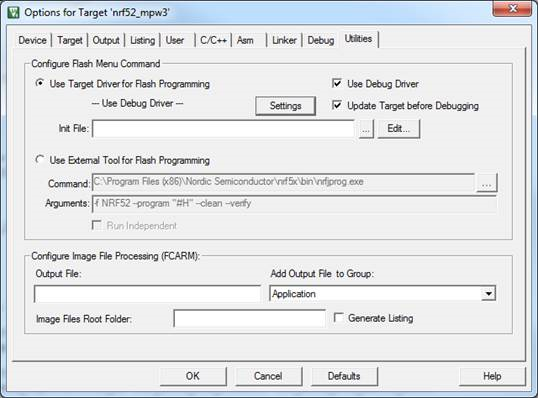 Options for Target 'nrf52_mpw3'
Device Target Output Listing User C/C++ Asm Linker Debug Utilities
Configure Flash Menu Command
Use Target Driver for Flash Programming Use Debug Driver
--- Use Debug Driver --- Settings Update Target before Debugging
Init File: ... Edit...
Use External Tool for Flash Programming
Command: C:\Program Files (x86)\Nordic Semiconductor\nrf5x\bin\nrfjprog.exe ...
Arguments: -f NRF52 --program "#H" --clean --verify
Run Independent
Configure Image File Processing (FCARM):
Output File: Add Output File to Group:
Application
Image Files Root Folder: Generate Listing
OK Cancel Defaults Help